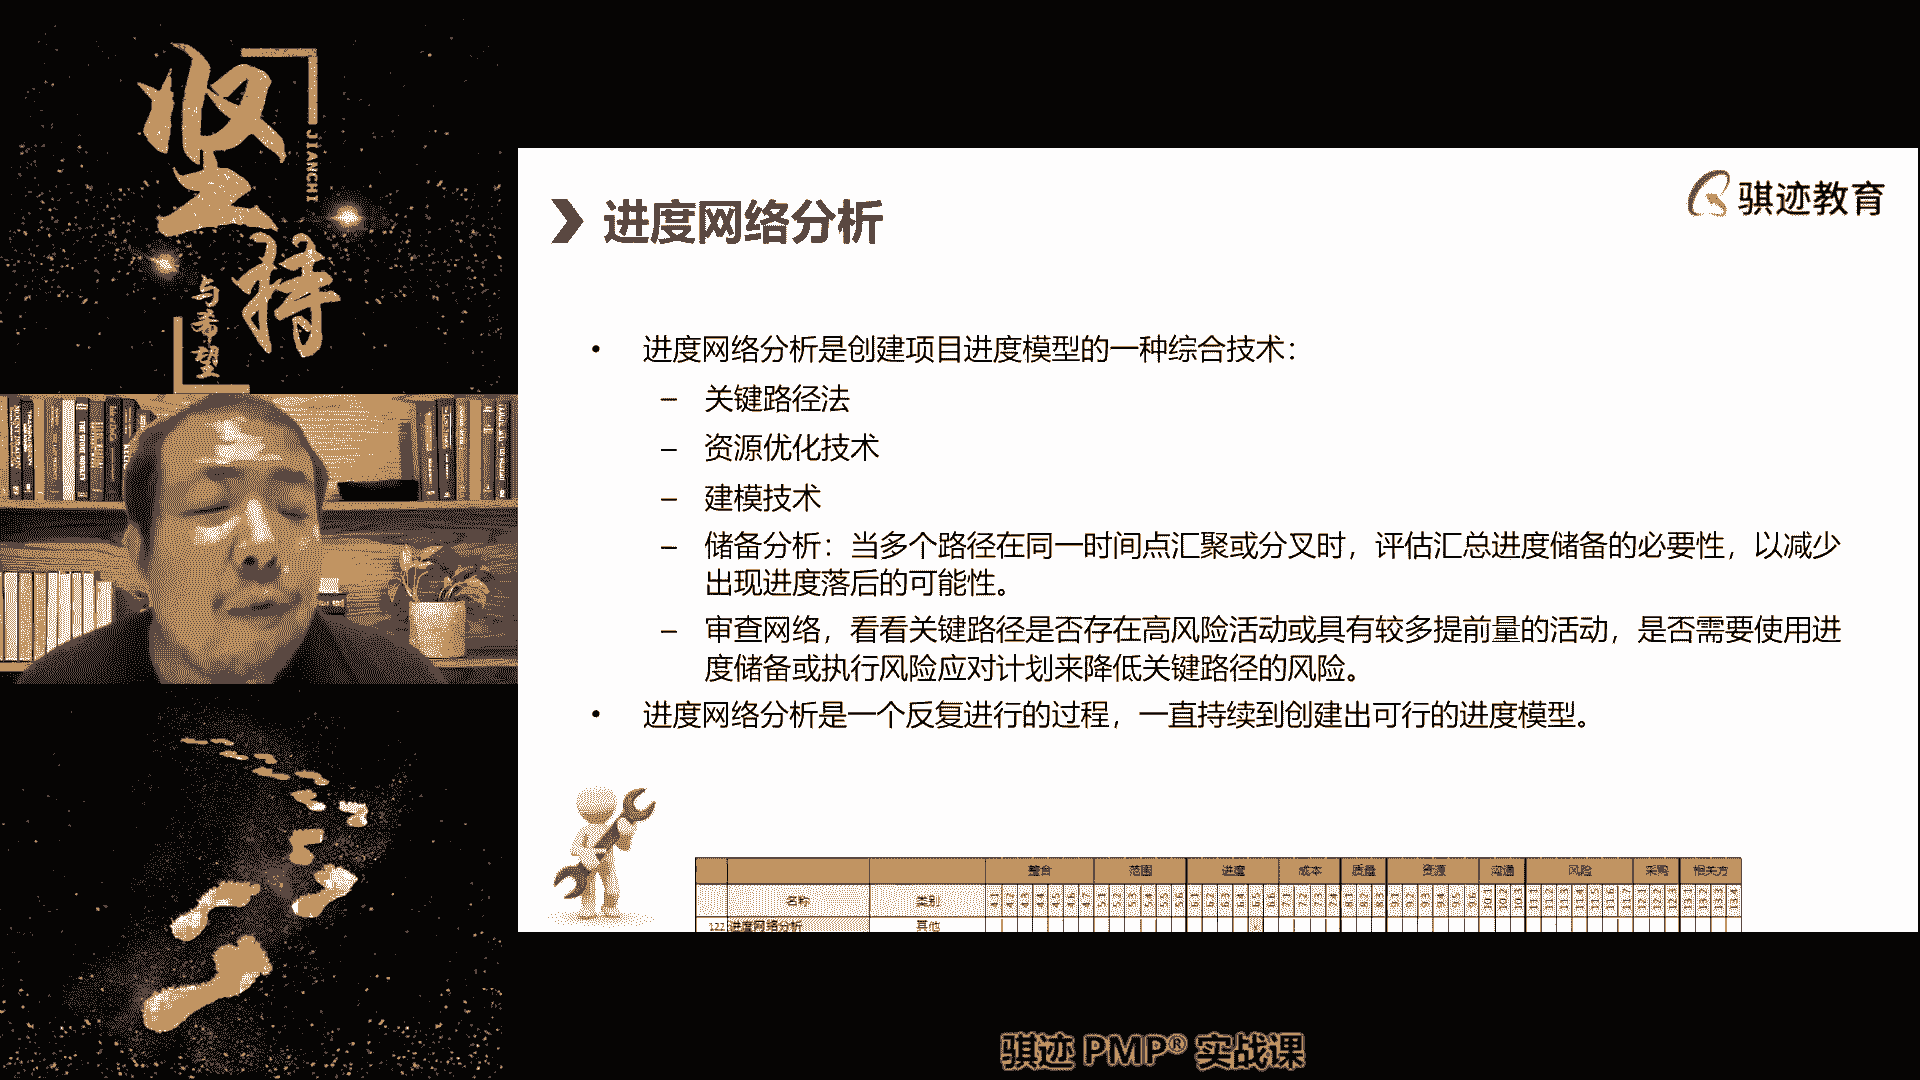 坚持
JIANCHI
与希望
骐迹教育
进度网络分析
• 进度网络分析是创建项目进度模型的一种综合技术：
– 关键路径法
– 资源优化技术
– 建模技术
– 储备分析：当多个路径在同一时间点汇聚或分叉时，评估汇总进度储备的必要性，以减少
出现进度落后的可能性。
– 审查网络，看看关键路径是否存在高风险活动或具有较多提前量的活动，是否需要使用进
度储备或执行风险应对计划来降低关键路径的风险。
• 进度网络分析是一个反复进行的过程，一直持续到创建出可行的进度模型。
整合 范围 进度 成本 质量 资源 沟通 风险 采购 相关方
名称 类别
122 进度网络分析 其他
骐迹 PMP® 实战课